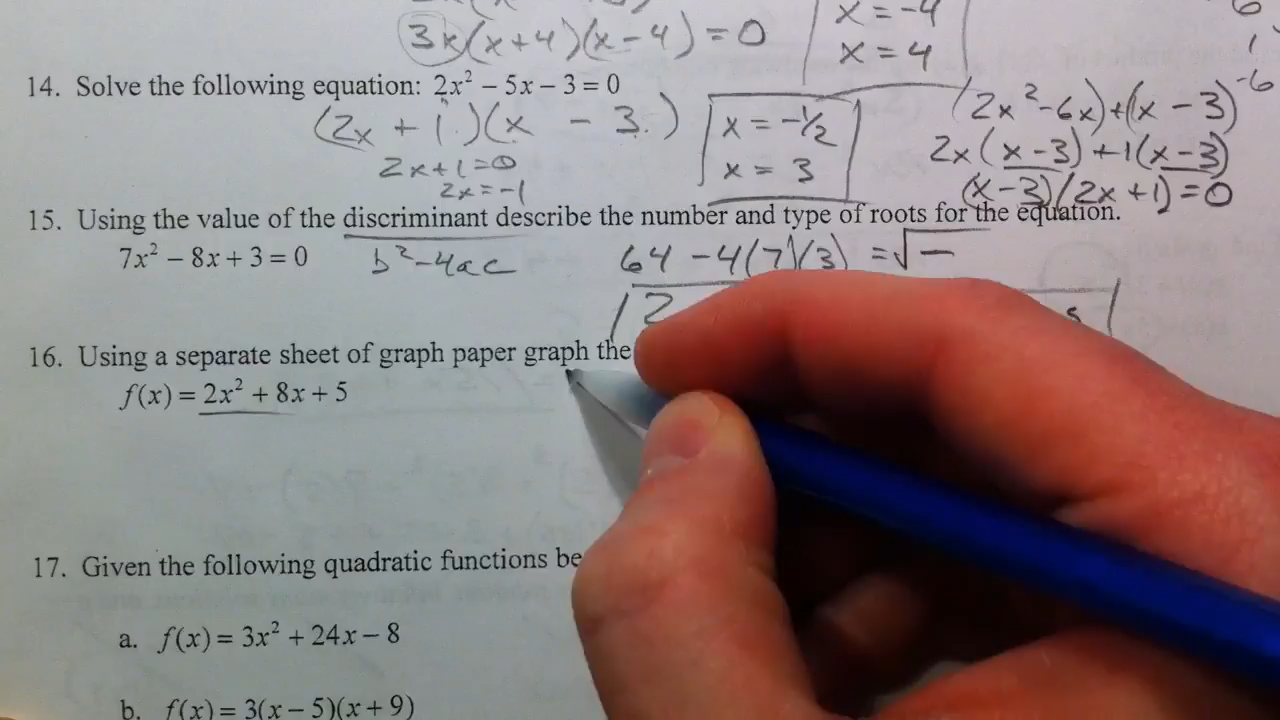 3x(x+4)(x-4)=0
x=-4
x=4
6
1
-6
14. Solve the following equation: 2x² − 5x − 3 = 0
(2x + 1)(x - 3)
2x+1=0
2x=-1
x=-1/2
x=3
(2x²-6x)+(x-3)
2x(x-3)+1(x-3)
(x-3)(2x+1)=0
15. Using the value of the discriminant describe the number and type of roots for the equation.
7x² − 8x + 3 = 0
b²-4ac
64-4(7)(3) =√-
2
s
16. Using a separate sheet of graph paper graph the
f(x) = 2x² + 8x + 5
17. Given the following quadratic functions be
a. f(x) = 3x² + 24x − 8
b. f(x) = 3(x − 5)(x + 9)